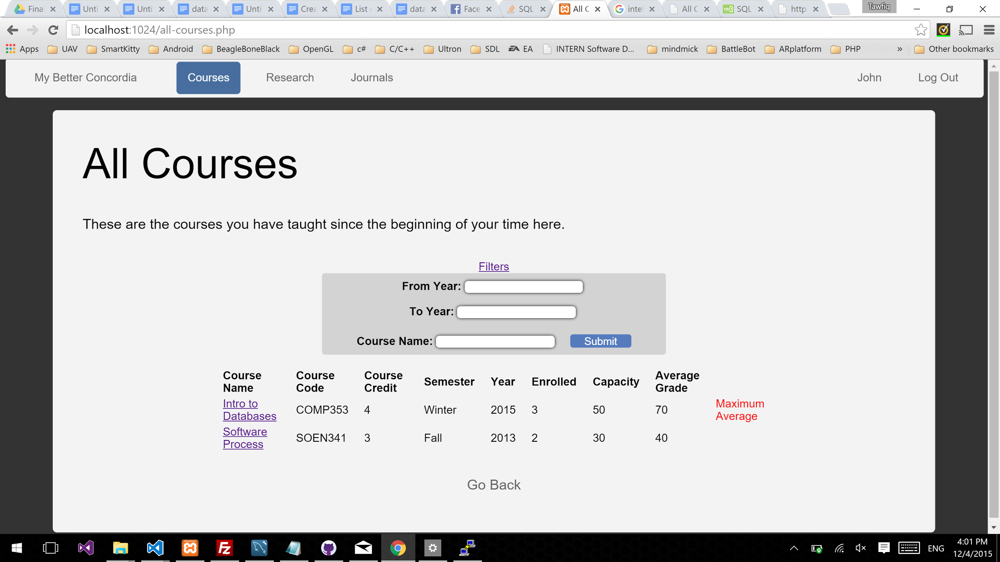 Final
Unti
Unti
data
Unti
Crea
List
data
Face
SQL
All C
intel
All C
SQL
http
Tawfiq
localhost:1024/all-courses.php
Apps UAV SmartKitty Android BeagleBoneBlack OpenGL c# C/C++ Ultron SDL EA INTERN Software D... mindmick BattleBot ARplatform PHP » Other bookmarks
My Better Concordia Courses Research Journals John Log Out
All Courses
These are the courses you have taught since the beginning of your time here.
Filters
From Year:
To Year:
Course Name: Submit
Course Name Course Code Course Credit Semester Year Enrolled Capacity Average Grade
Intro to Databases COMP353 4 Winter 2015 3 50 70 Maximum Average
Software Process SOEN341 3 Fall 2013 2 30 40
Go Back
ENG
4:01 PM
12/4/2015